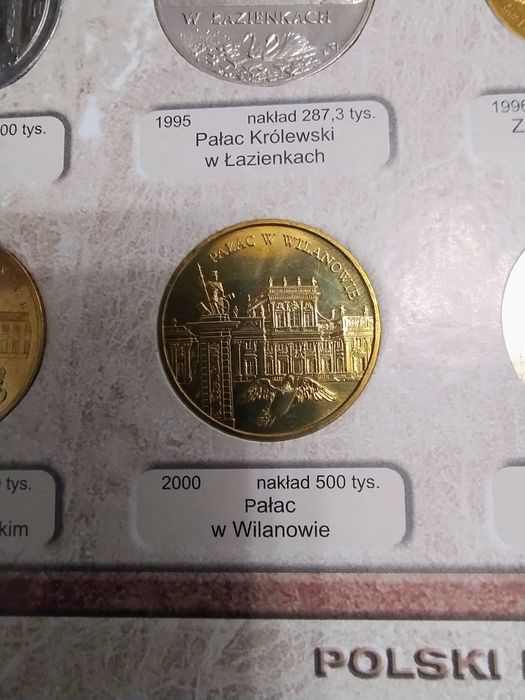 W ŁAZIENKACH
00 tys.
1995 nakład 287,3 tys.
Pałac Królewski
w Łazienkach
1996
Z
PAŁAC W WILANOWIE
tys.
kim
2000 nakład 500 tys.
Pałac
w Wilanowie
POLSKI